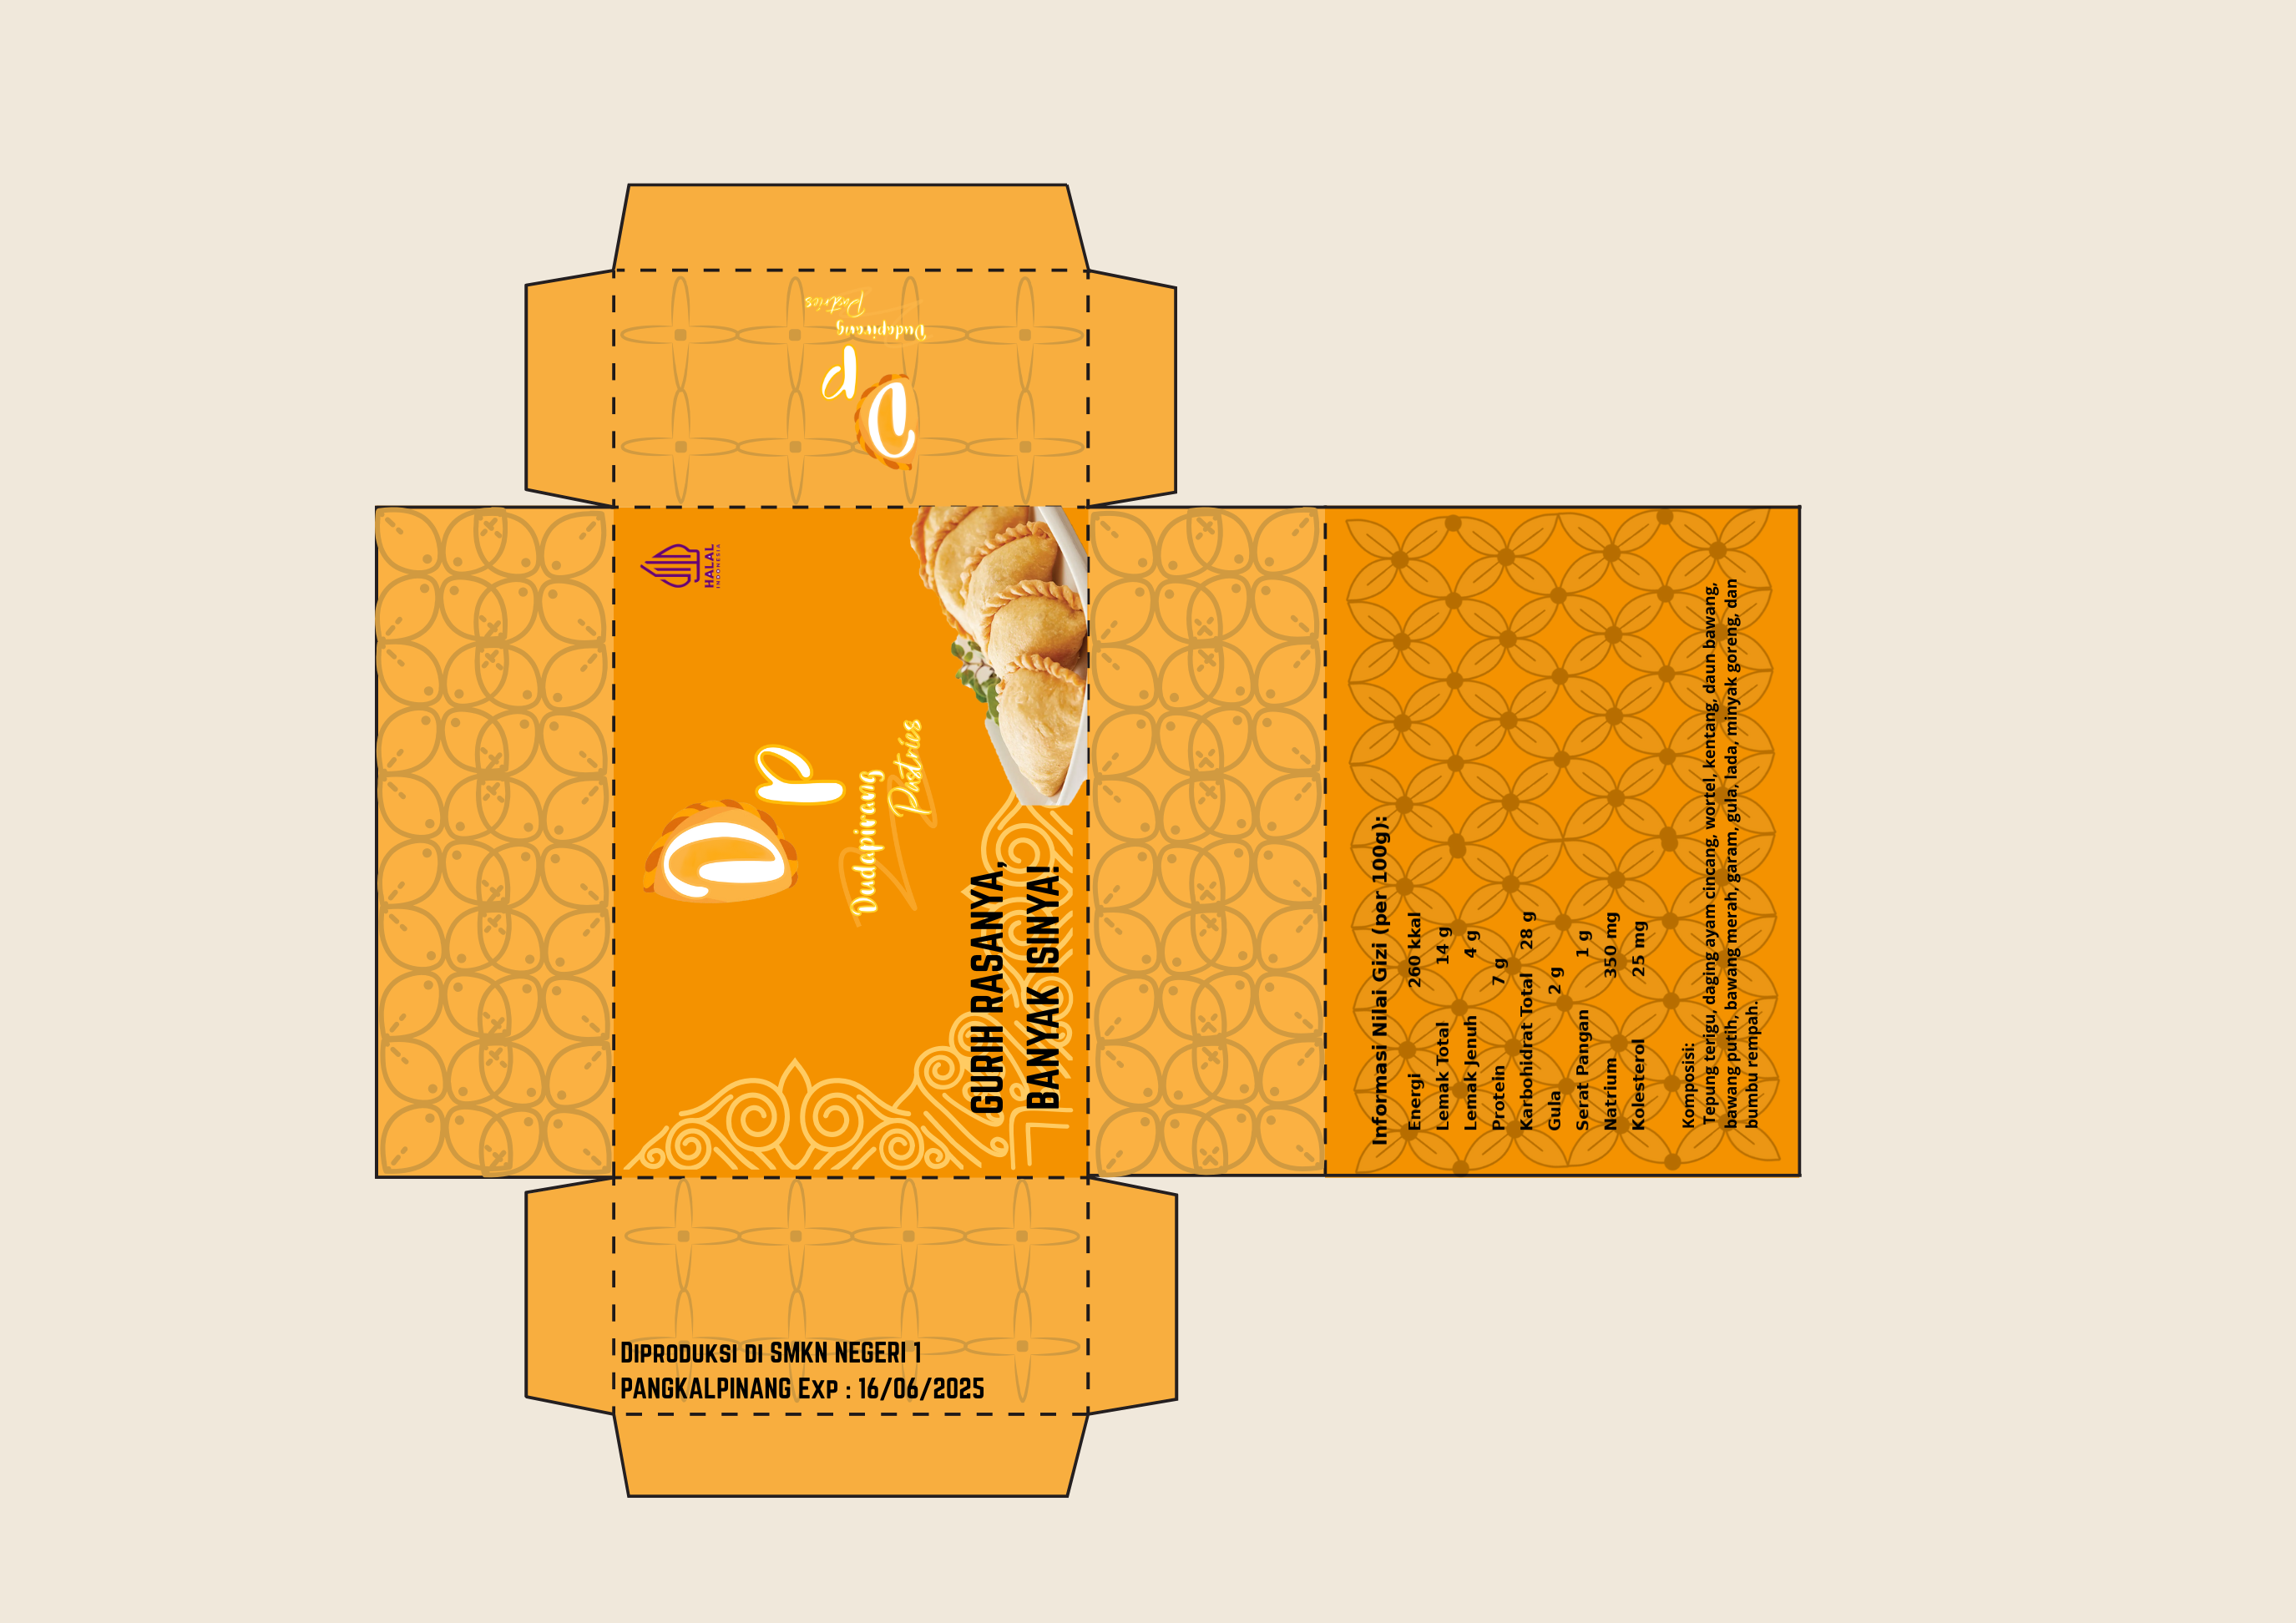 Dudapirang
Pastries
Dp
HALAL
INDONESIA
Dp
Dudapirang
Pastries
GURIH RASANYA,
BANYAK ISINYA!
Informasi Nilai Gizi (per 100g):
Energi 260 kkal
Lemak Total 14 g
Lemak Jenuh 4 g
Protein 7 g
Karbohidrat Total 28 g
Gula 2 g
Serat Pangan 1 g
Natrium 350 mg
Kolesterol 25 mg
Komposisi:
Tepung terigu, daging ayam cincang, wortel, kentang, daun bawang,
bawang putih, bawang merah, garam, gula, lada, minyak goreng, dan
bumbu rempah.
DIPRODUKSI DI SMKN NEGERI 1
PANGKALPINANG EXP : 16/06/2025